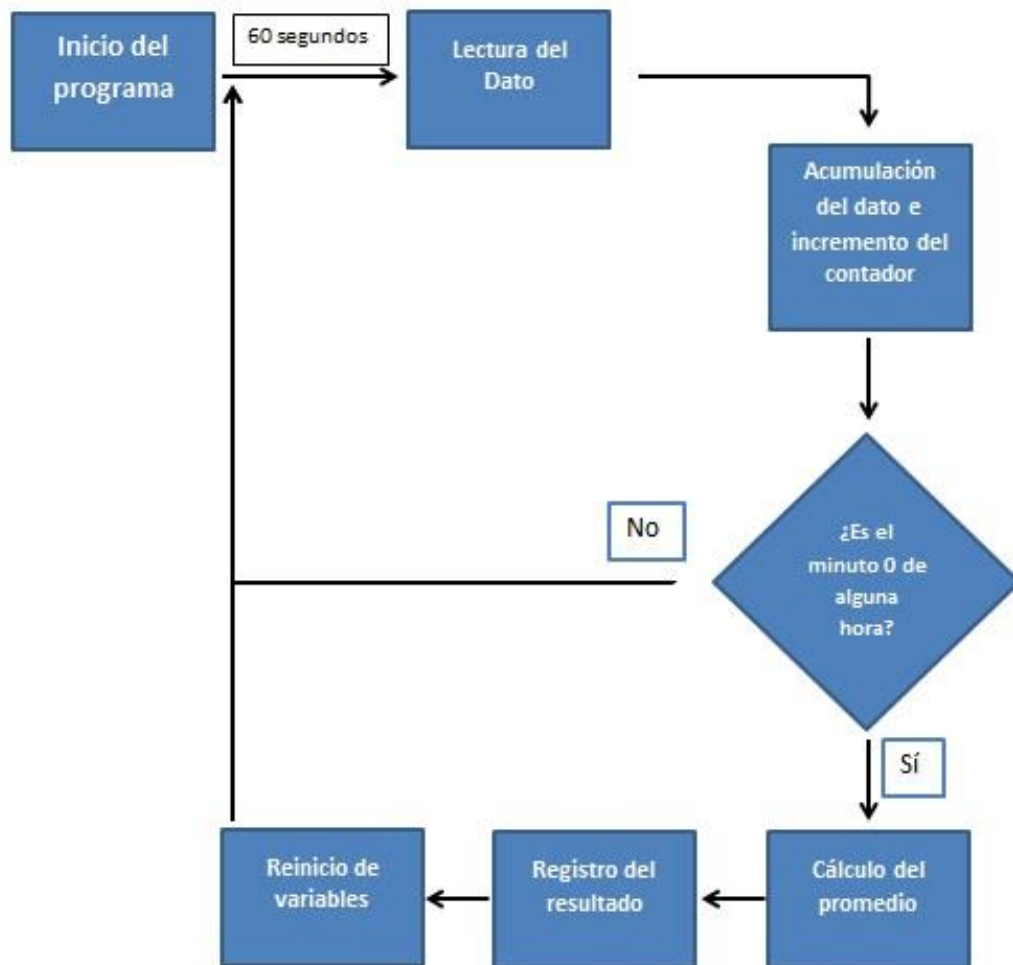 Inicio del
programa
60 segundos
Lectura del
Dato
Acumulación
del dato e
incremento del
contador
¿Es el
minuto 0 de
alguna
hora?
No
Sí
Cálculo del
promedio
Registro del
resultado
Reinicio de
variables